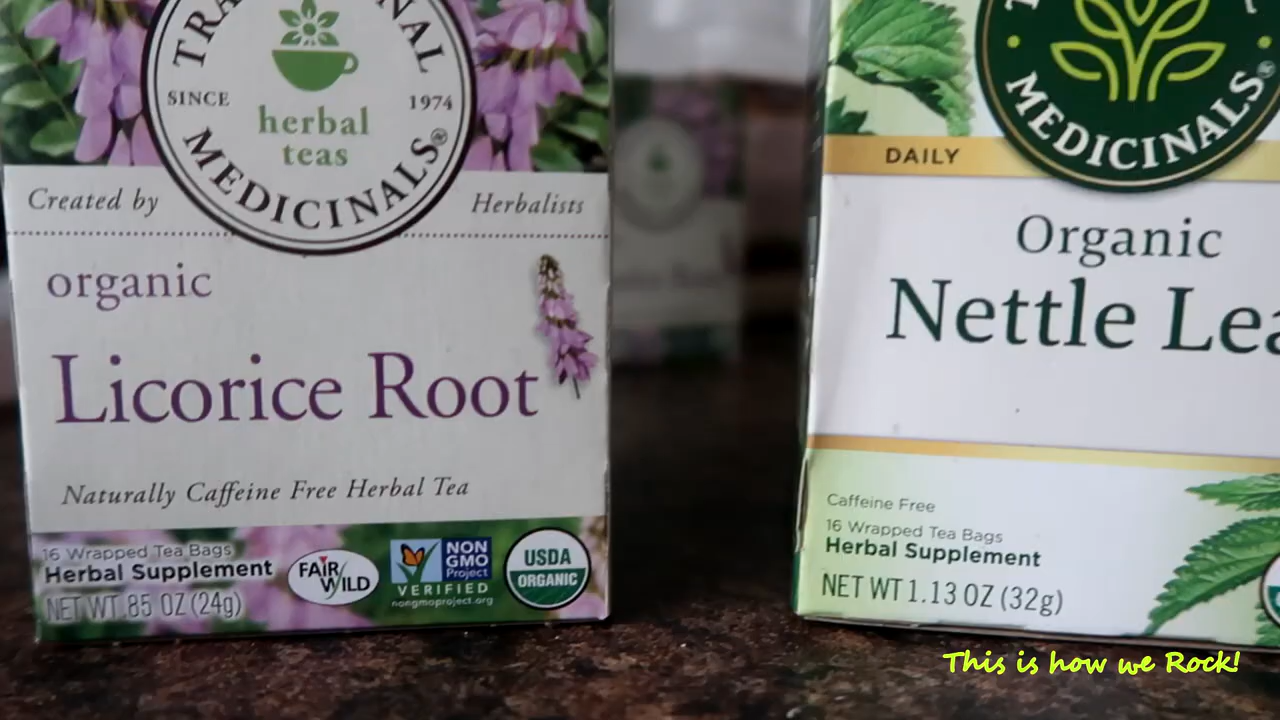 TRADITIONAL
SINCE 1974
herbal
teas
MEDICINALS®
Created by Herbalists
organic
Licorice Root
Naturally Caffeine Free Herbal Tea
16 Wrapped Tea Bags
Herbal Supplement
NET WT .85 OZ (24g)
FAIR
WILD
NON
GMO
Project
VERIFIED
nongmoproject.org
USDA
ORGANIC
MEDICINALS®
DAILY
Organic
Nettle Lea
Caffeine Free
16 Wrapped Tea Bags
Herbal Supplement
NET WT 1.13 OZ (32g)
This is how we Rock!